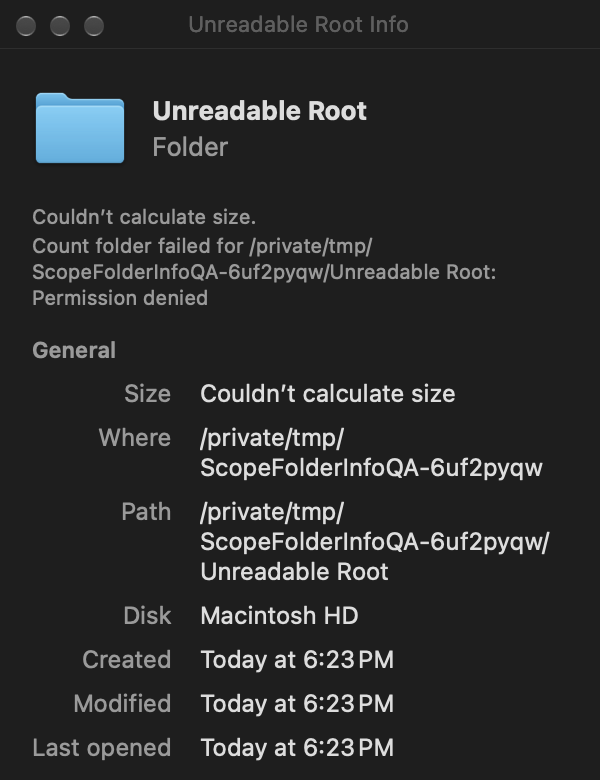 Unreadable Root Info
Unreadable Root
Folder
Couldn’t calculate size.
Count folder failed for /private/tmp/
ScopeFolderInfoQA-6uf2pyqw/Unreadable Root:
Permission denied
General
Size Couldn’t calculate size
Where /private/tmp/
ScopeFolderInfoQA-6uf2pyqw
Path /private/tmp/
ScopeFolderInfoQA-6uf2pyqw/
Unreadable Root
Disk Macintosh HD
Created Today at 6:23 PM
Modified Today at 6:23 PM
Last opened Today at 6:23 PM